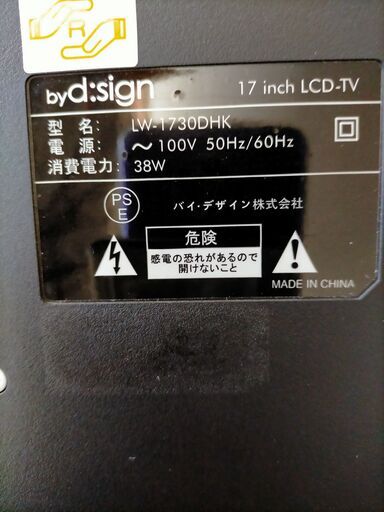 R
byd:sign 17 inch LCD-TV
型 名: LW-1730DHK
電 源: ～100V 50Hz/60Hz
消費電力: 38W
PS
E
バイ・デザイン株式会社
危険
感電の恐れがあるので
開けないこと
MADE IN CHINA